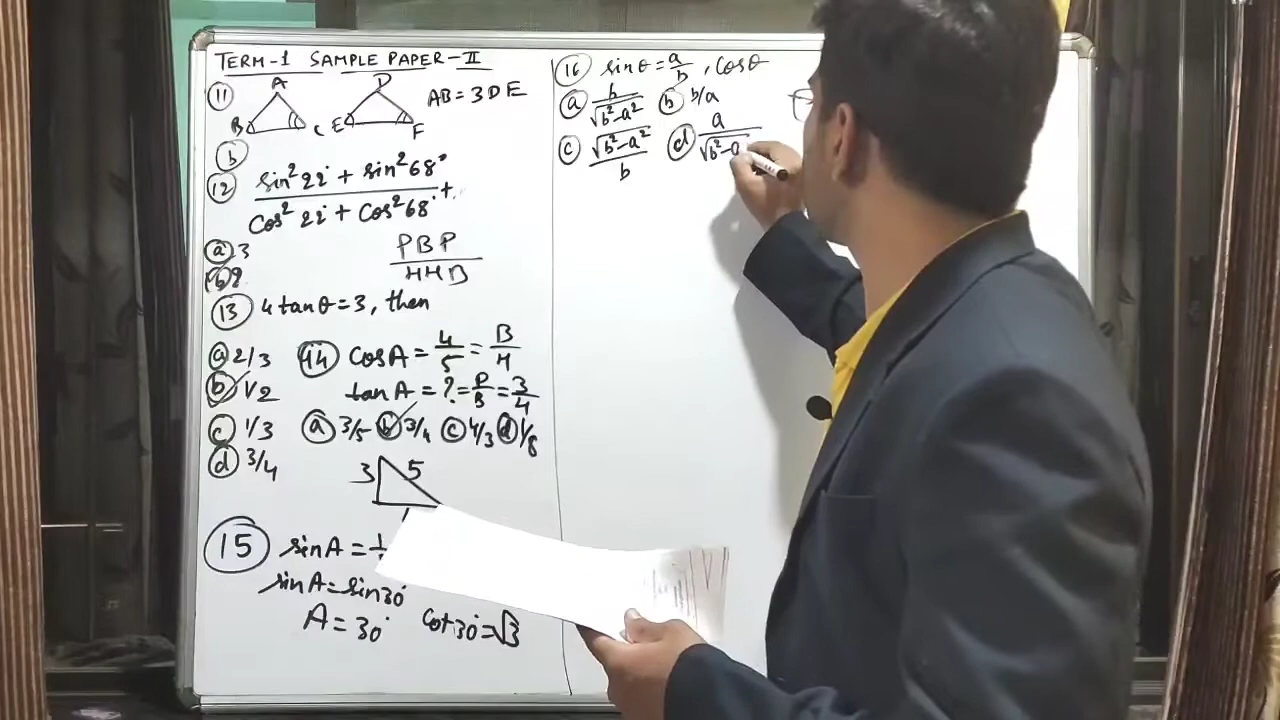 TERM-1 SAMPLE PAPER-II
11 A D AB = 3DE
B C E F
b
12 sin²22° + sin²68°
cos²22° + cos²68° +
a 3 PBP
b 2 HHB
13 4 tanθ = 3, then
a 2/3
b 1/2
c 1/3
d 3/4
14 cosA = 4/5 = B/H
tanA = ? = P/B = 3/4
a 3/5 b 3/4 c 4/3 d 1/8
3 5
15 sinA = 1
sinA = sin30°
A = 30° cot30° = √3
16 sinθ = a/b, cosθ
a b/√b²-a² b b/a
c √b²-a²/b d a/√b²-a